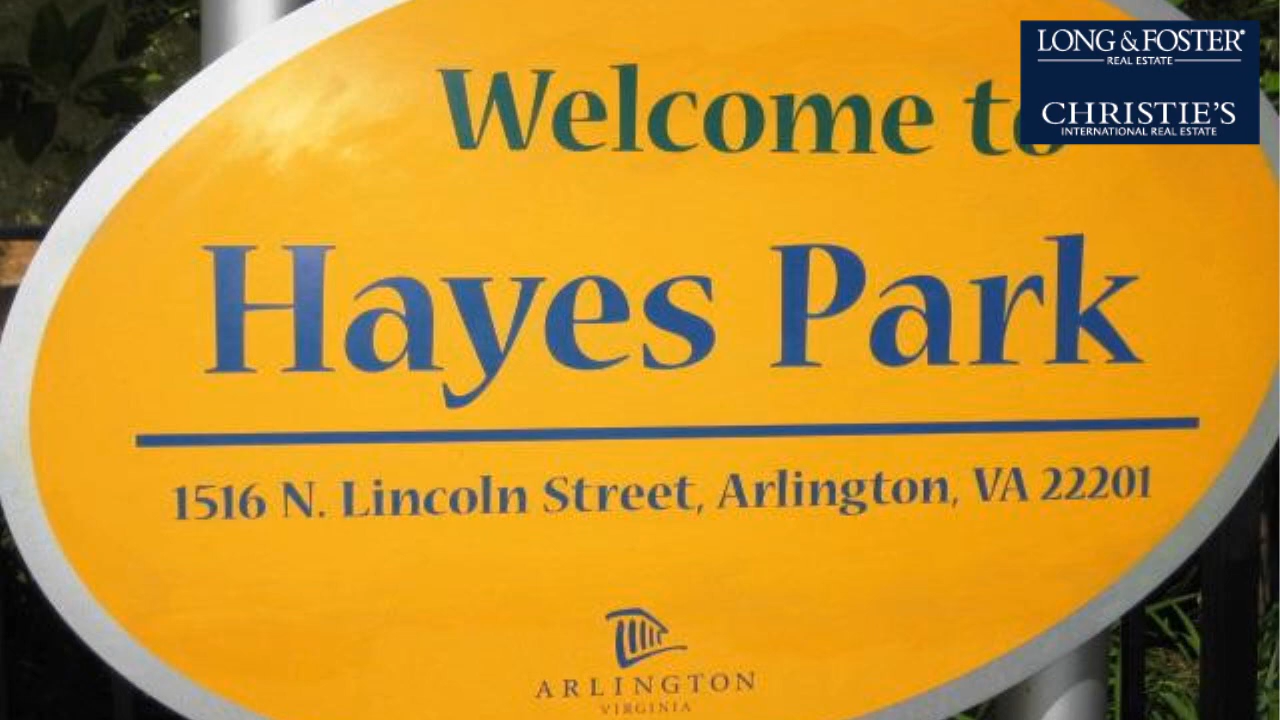 LONG & FOSTER®
REAL ESTATE
CHRISTIE'S
INTERNATIONAL REAL ESTATE
Welcome to
Hayes Park
1516 N. Lincoln Street, Arlington, VA 22201
ARLINGTON
VIRGINIA